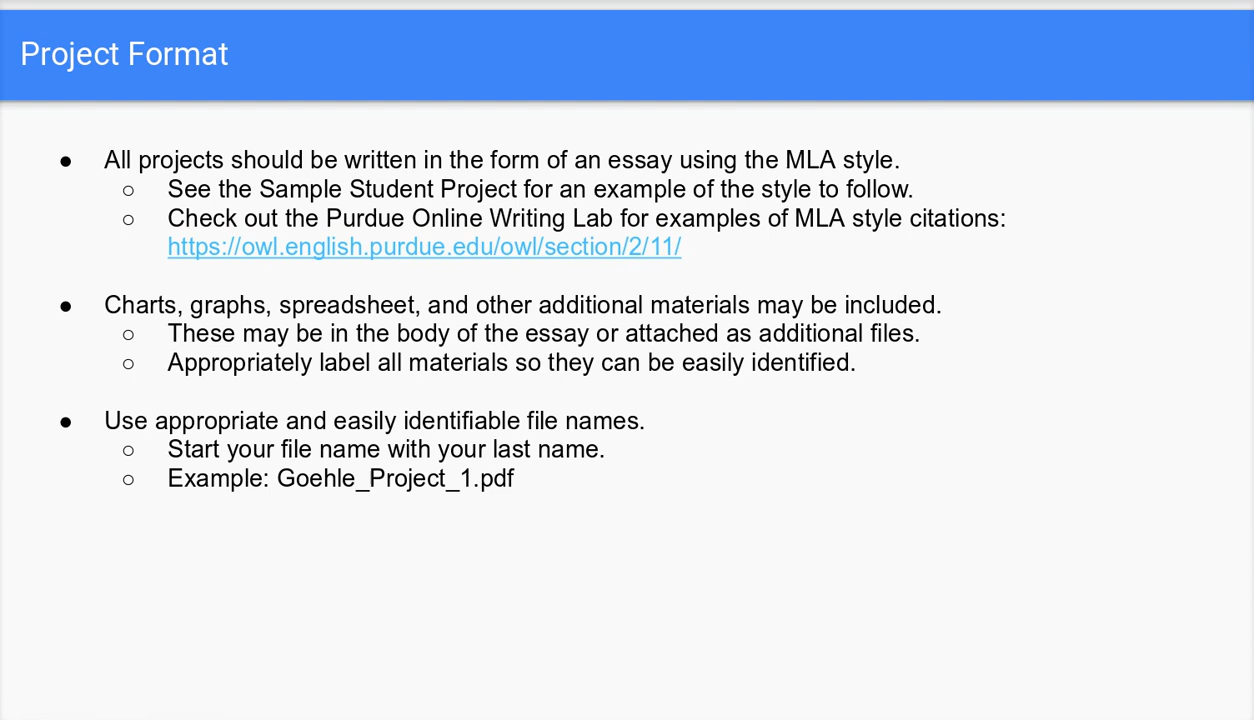 Project Format
● All projects should be written in the form of an essay using the MLA style.
○ See the Sample Student Project for an example of the style to follow.
○ Check out the Purdue Online Writing Lab for examples of MLA style citations:
https://owl.english.purdue.edu/owl/section/2/11/
● Charts, graphs, spreadsheet, and other additional materials may be included.
○ These may be in the body of the essay or attached as additional files.
○ Appropriately label all materials so they can be easily identified.
● Use appropriate and easily identifiable file names.
○ Start your file name with your last name.
○ Example: Goehle_Project_1.pdf